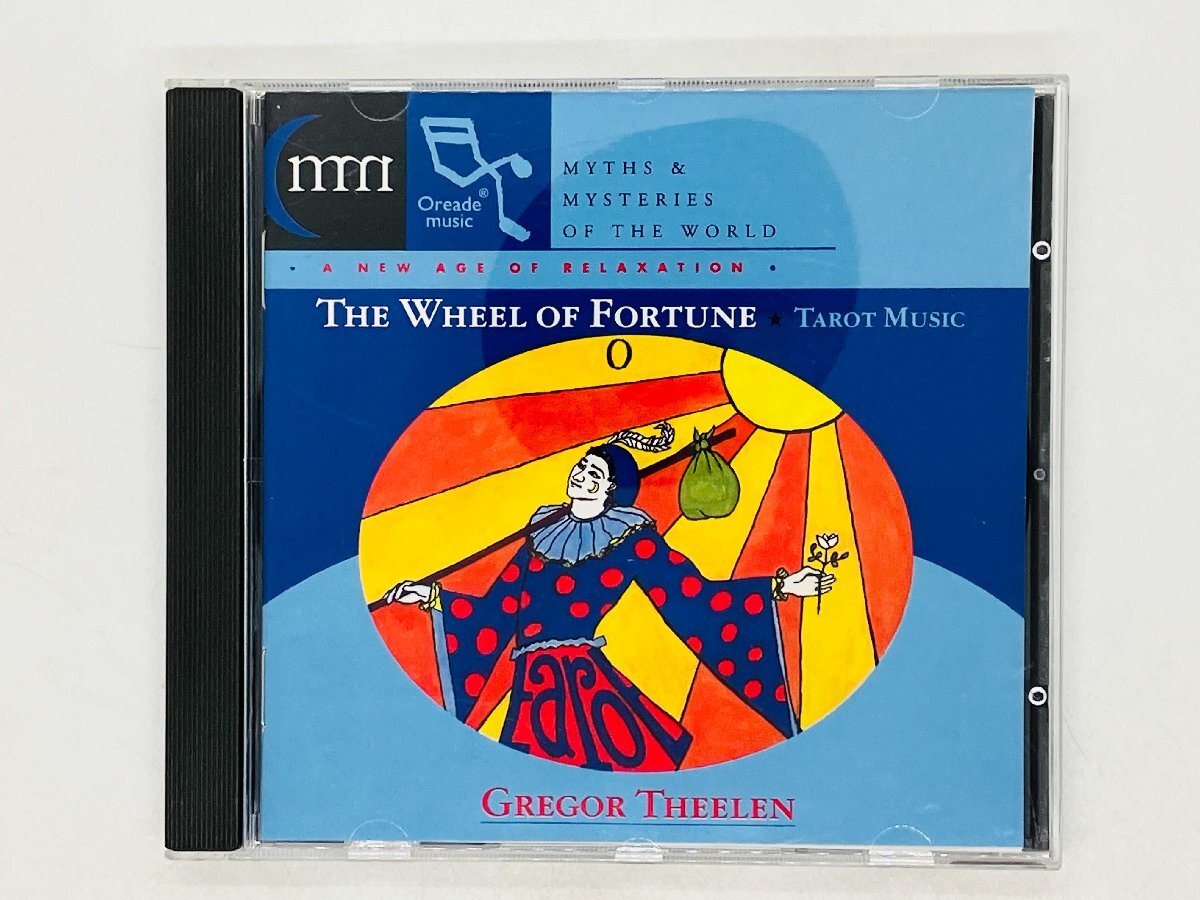 mm
Oreade®
music
MYTHS &
MYSTERIES
OF THE WORLD
• A NEW AGE OF RELAXATION •
THE WHEEL OF FORTUNE ★ TAROT MUSIC
0
tarot
GREGOR THEELEN